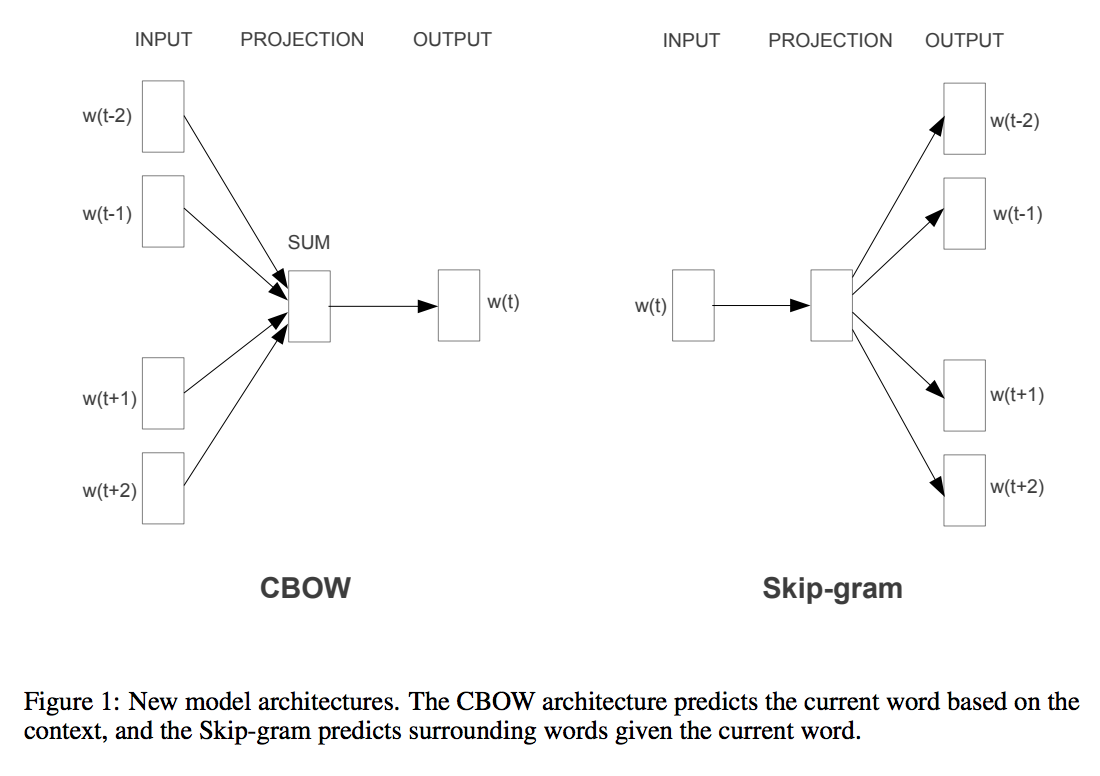 INPUT PROJECTION OUTPUT
w(t-2)
w(t-1)
SUM
w(t)
w(t+1)
w(t+2)
CBOW
INPUT PROJECTION OUTPUT
w(t-2)
w(t-1)
w(t)
w(t+1)
w(t+2)
Skip-gram
Figure 1: New model architectures. The CBOW architecture predicts the current word based on the
context, and the Skip-gram predicts surrounding words given the current word.